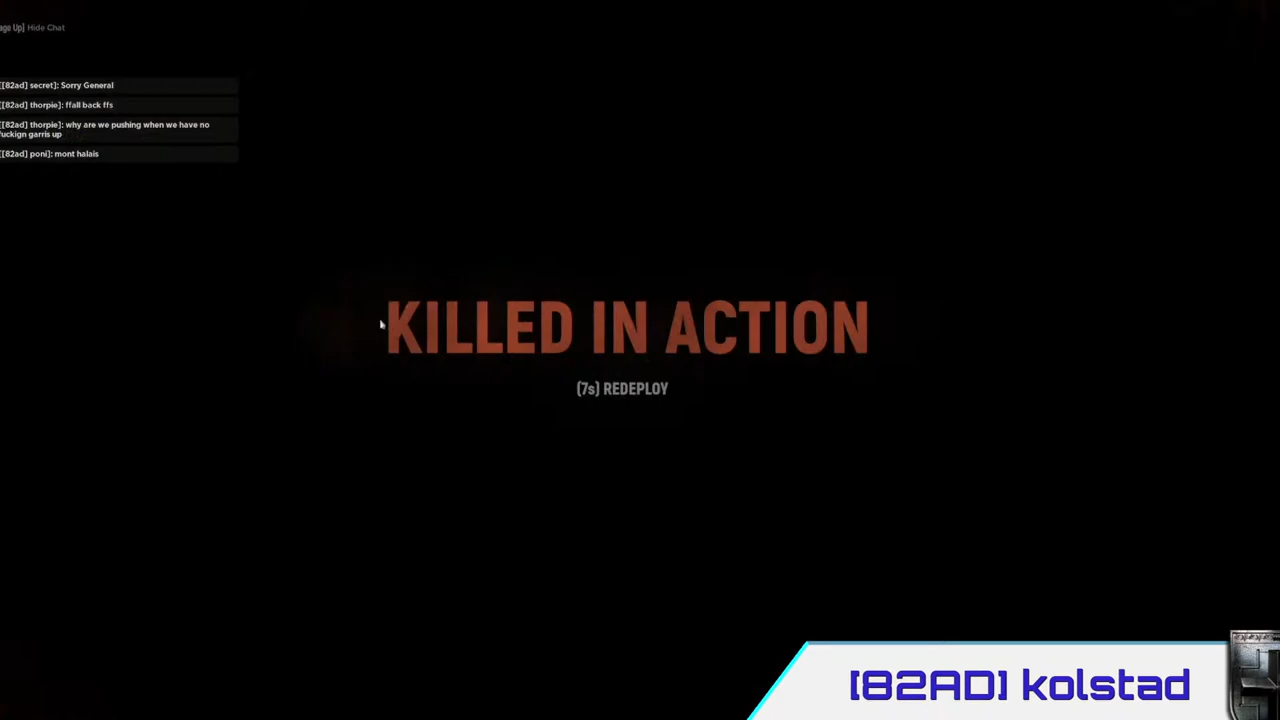 age Up] Hide Chat
[[82ad] secret]: Sorry General
[[82ad] thorpie]: ffall back ffs
[[82ad] thorpie]: why are we pushing when we have no
fuckign garris up
[[82ad] poni]: mont halais
KILLED IN ACTION
(7s) REDEPLOY
[82AD] kolstad